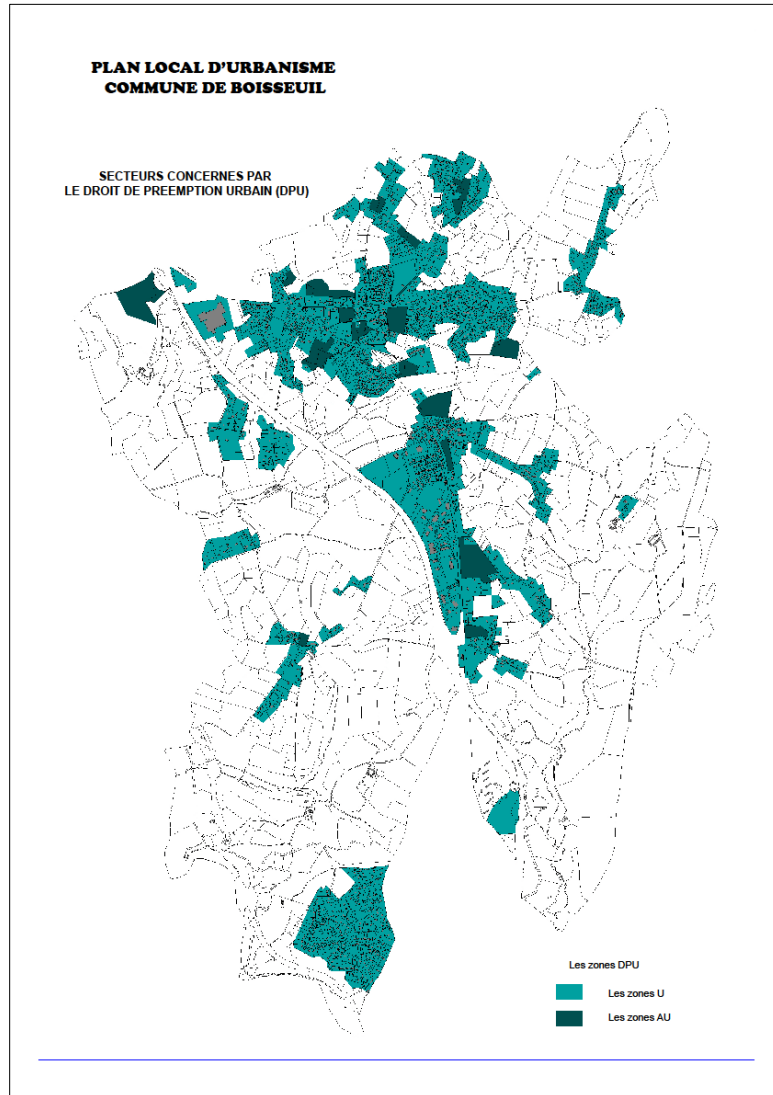 PLAN LOCAL D'URBANISME
COMMUNE DE BOISSEUIL
SECTEURS CONCERNES PAR
LE DROIT DE PREEMPTION URBAIN (DPU)
Les zones DPU
Les zones U
Les zones AU